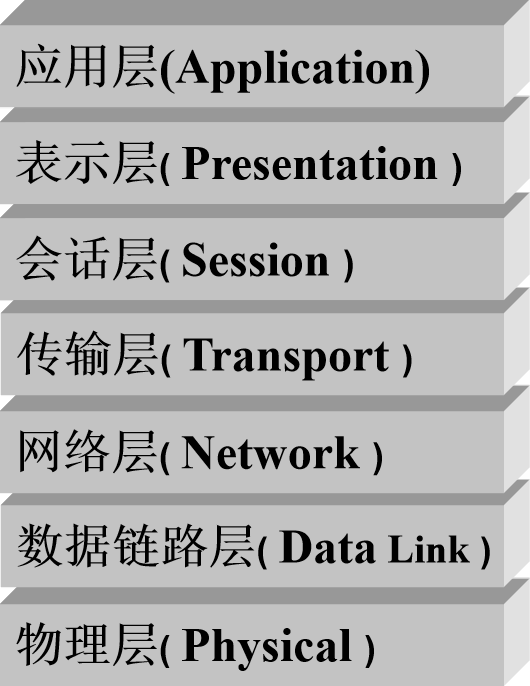 应用层(Application)
表示层( Presentation )
会话层( Session )
传输层( Transport )
网络层( Network )
数据链路层( Data Link )
物理层( Physical )